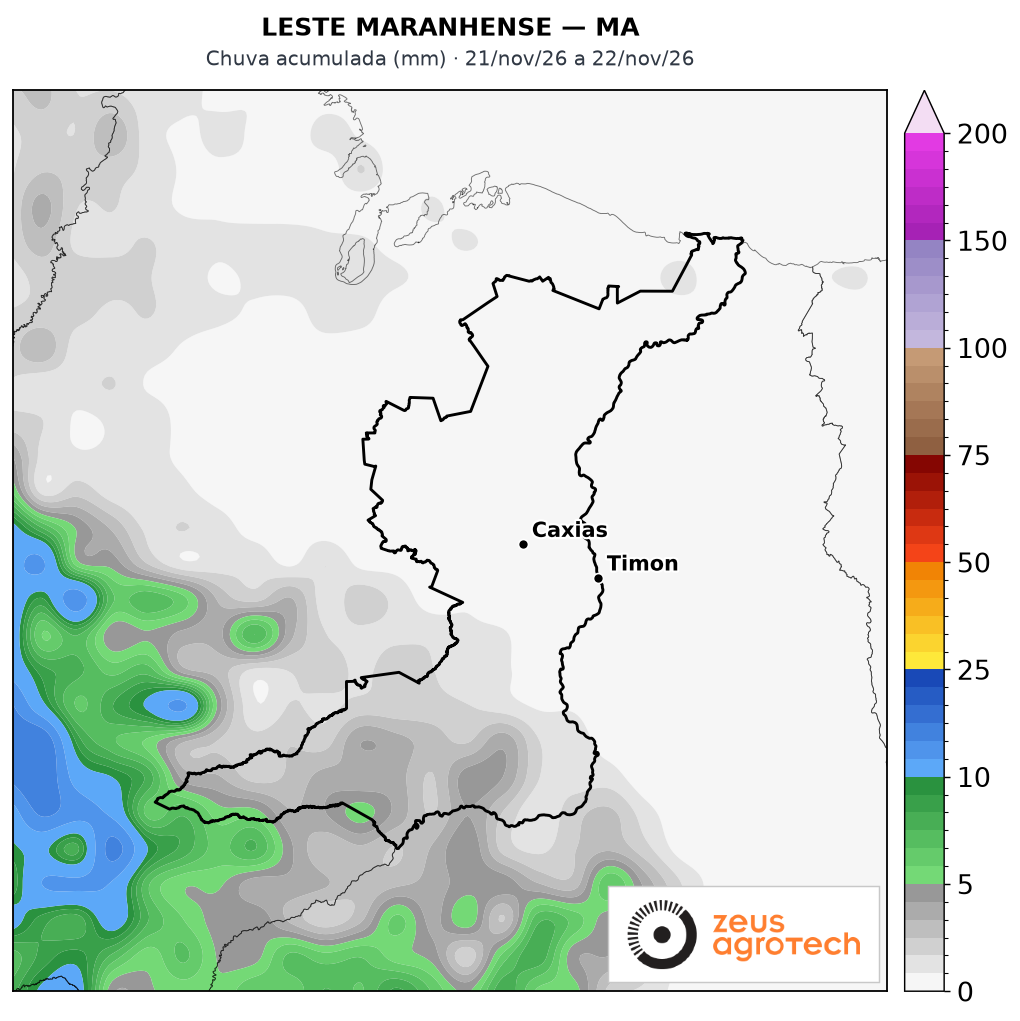 LESTE MARANHENSE — MA
Chuva acumulada (mm) · 21/nov/26 a 22/nov/26
200
150
100
75
50
25
10
5
0
Caxias
Timon
zeus
agrotech